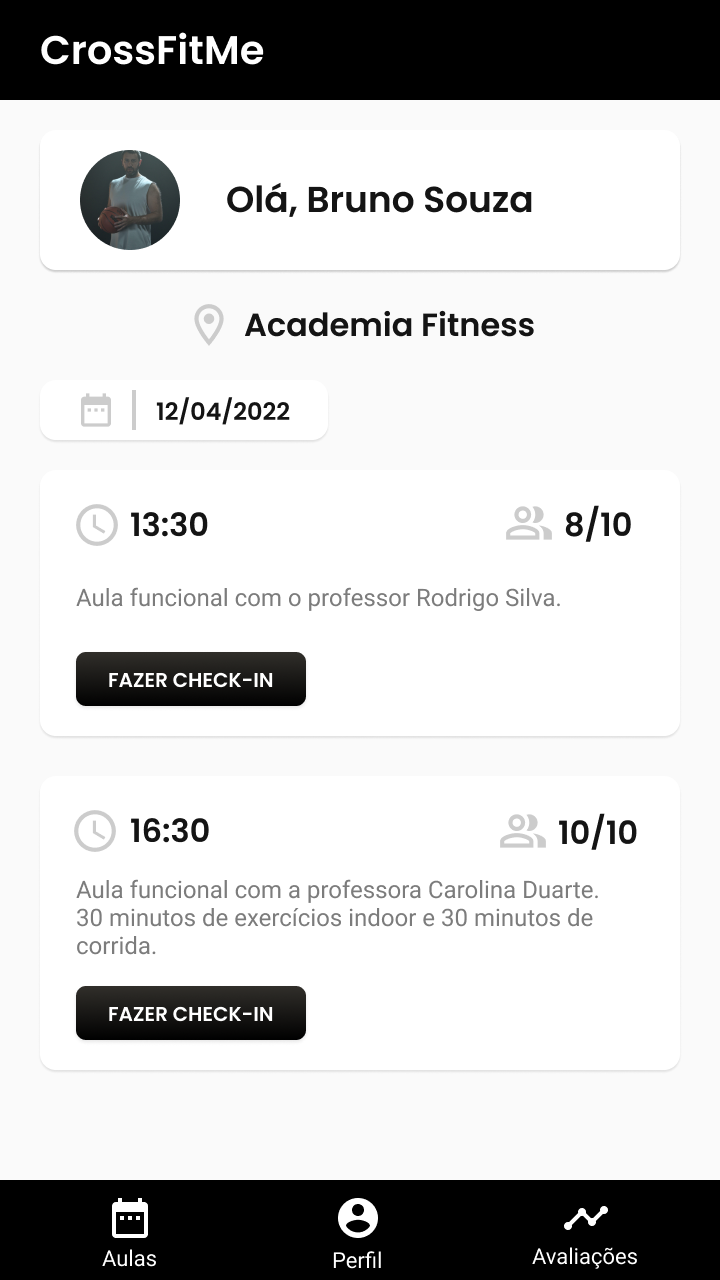 CrossFitMe
Olá, Bruno Souza
Academia Fitness
12/04/2022
13:30
8/10
Aula funcional com o professor Rodrigo Silva.
FAZER CHECK-IN
16:30
10/10
Aula funcional com a professora Carolina Duarte.
30 minutos de exercícios indoor e 30 minutos de
corrida.
FAZER CHECK-IN
Aulas
Perfil
Avaliações